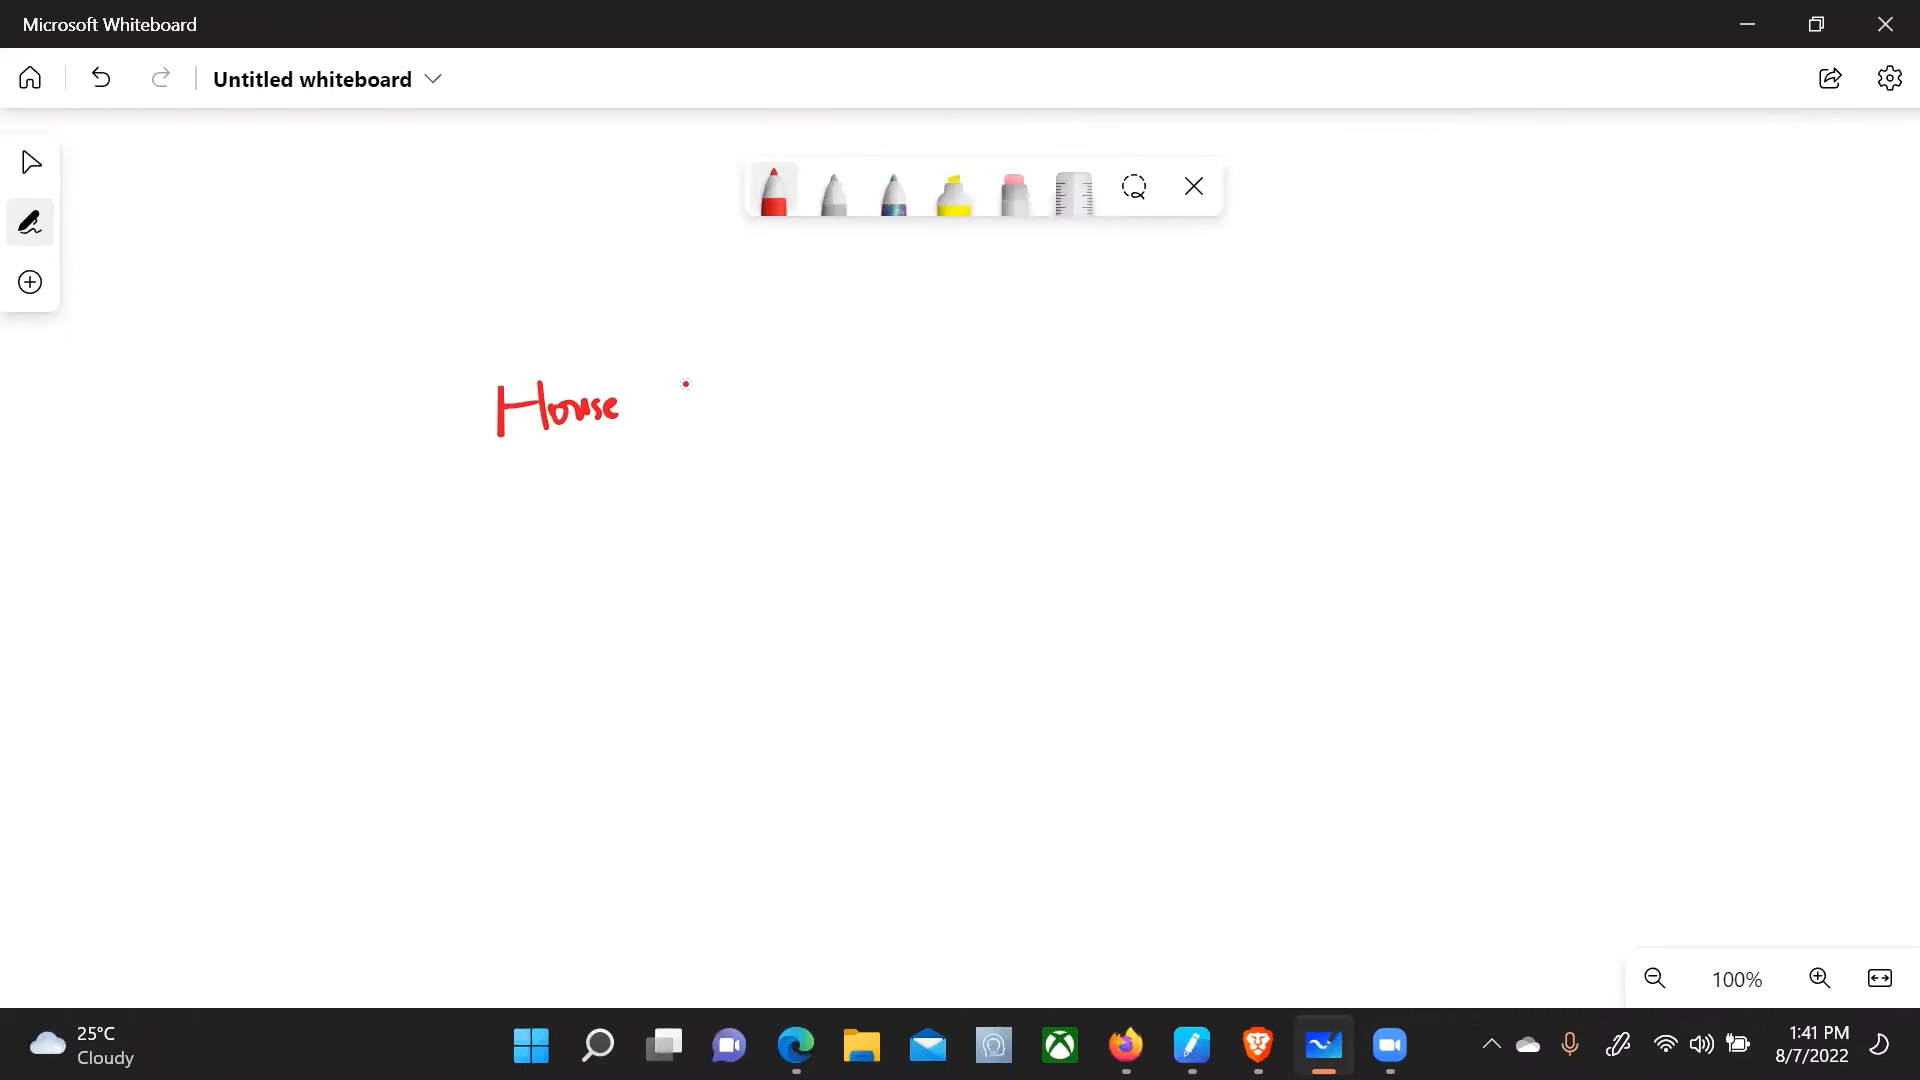 Microsoft Whiteboard
Untitled whiteboard
House
100%
25°C
Cloudy
1:41 PM
8/7/2022